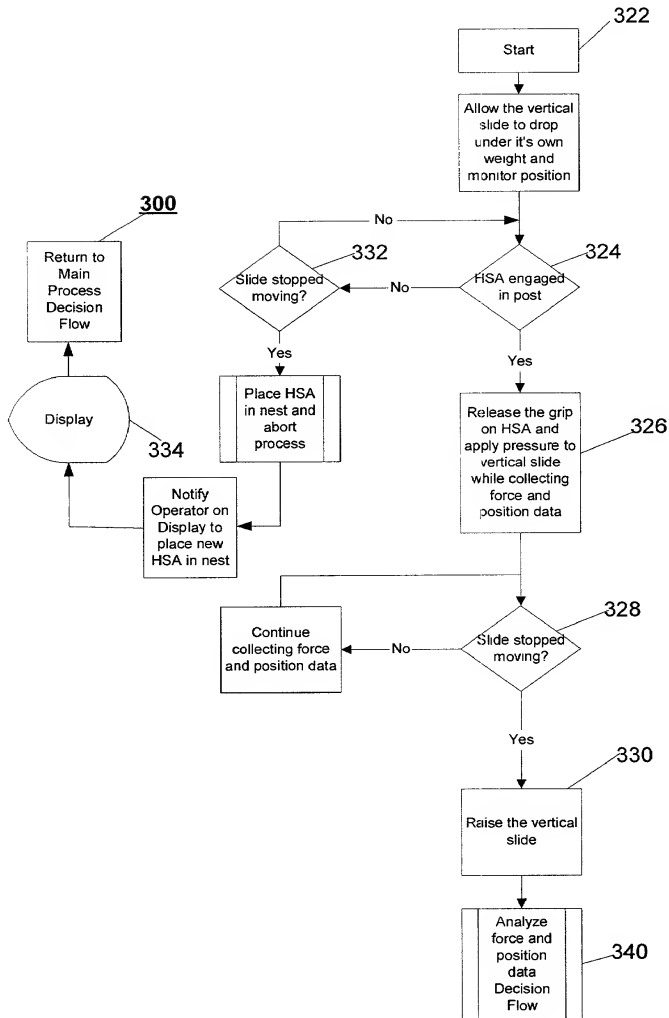 322
Start
Allow the vertical
slide to drop
under it's own
weight and
monitor position
No
300
Return to
Main
Process
Decision
Flow
332
Slide stopped
moving?
No
324
HSA engaged
in post
Yes
Yes
Place HSA
in nest and
abort
process
Display
334
Notify
Operator on
Display to
place new
HSA in nest
Release the grip
on HSA and
apply pressure to
vertical slide
while collecting
force and
position data
326
328
Slide stopped
moving?
No
Continue
collecting force
and position data
Yes
330
Raise the vertical
slide
Analyze
force and
position
data
Decision
Flow
340